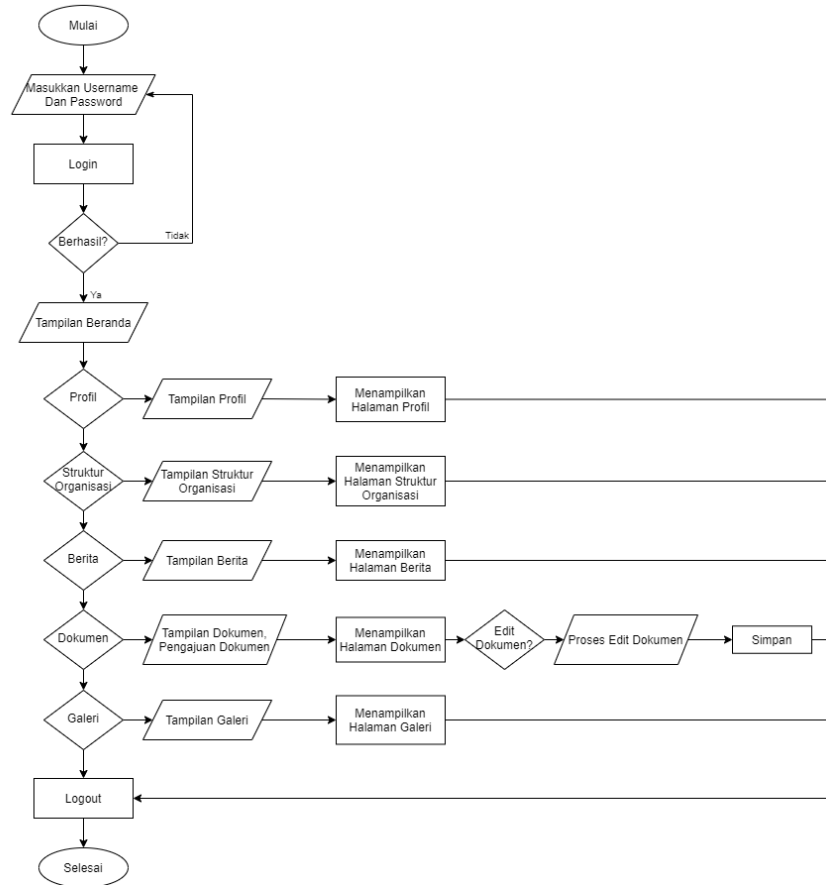 Mulai
Masukkan Username
Dan Password
Login
Berhasil?
Tidak
Ya
Tampilan Beranda
Profil
Tampilan Profil
Menampilkan
Halaman Profil
Struktur
Organisasi
Tampilan Struktur
Organisasi
Menampilkan
Halaman Struktur
Organisasi
Berita
Tampilan Berita
Menampilkan
Halaman Berita
Dokumen
Tampilan Dokumen,
Pengajuan Dokumen
Menampilkan
Halaman Dokumen
Edit
Dokumen?
Proses Edit Dokumen
Simpan
Galeri
Tampilan Galeri
Menampilkan
Halaman Galeri
Logout
Selesai